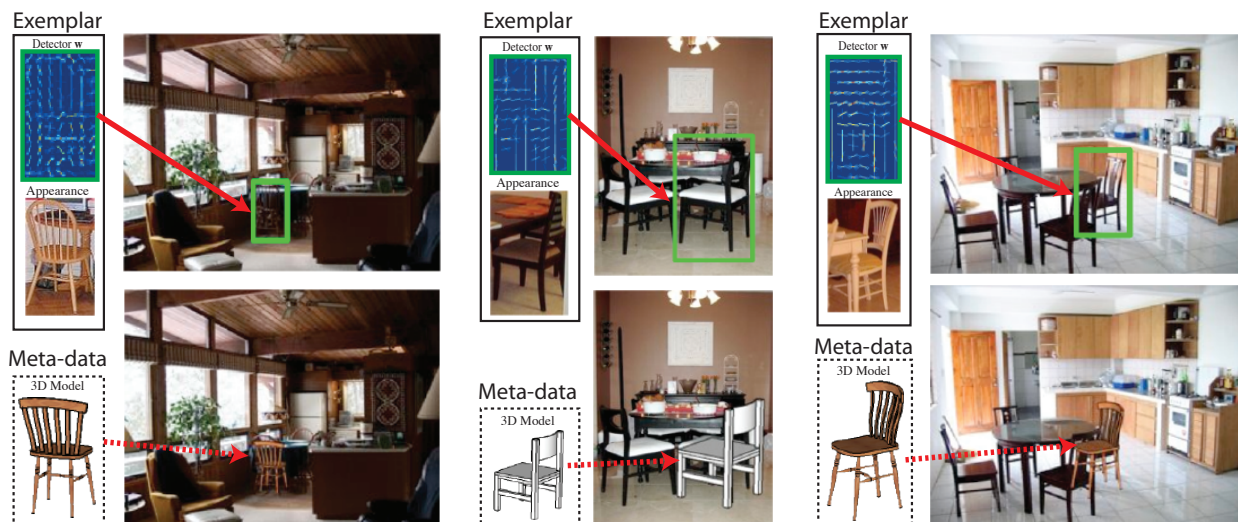 Exemplar
Detector w
Appearance
Meta-data
3D Model
Exemplar
Detector w
Appearance
Meta-data
3D Model
Exemplar
Detector w
Appearance
Meta-data
3D Model